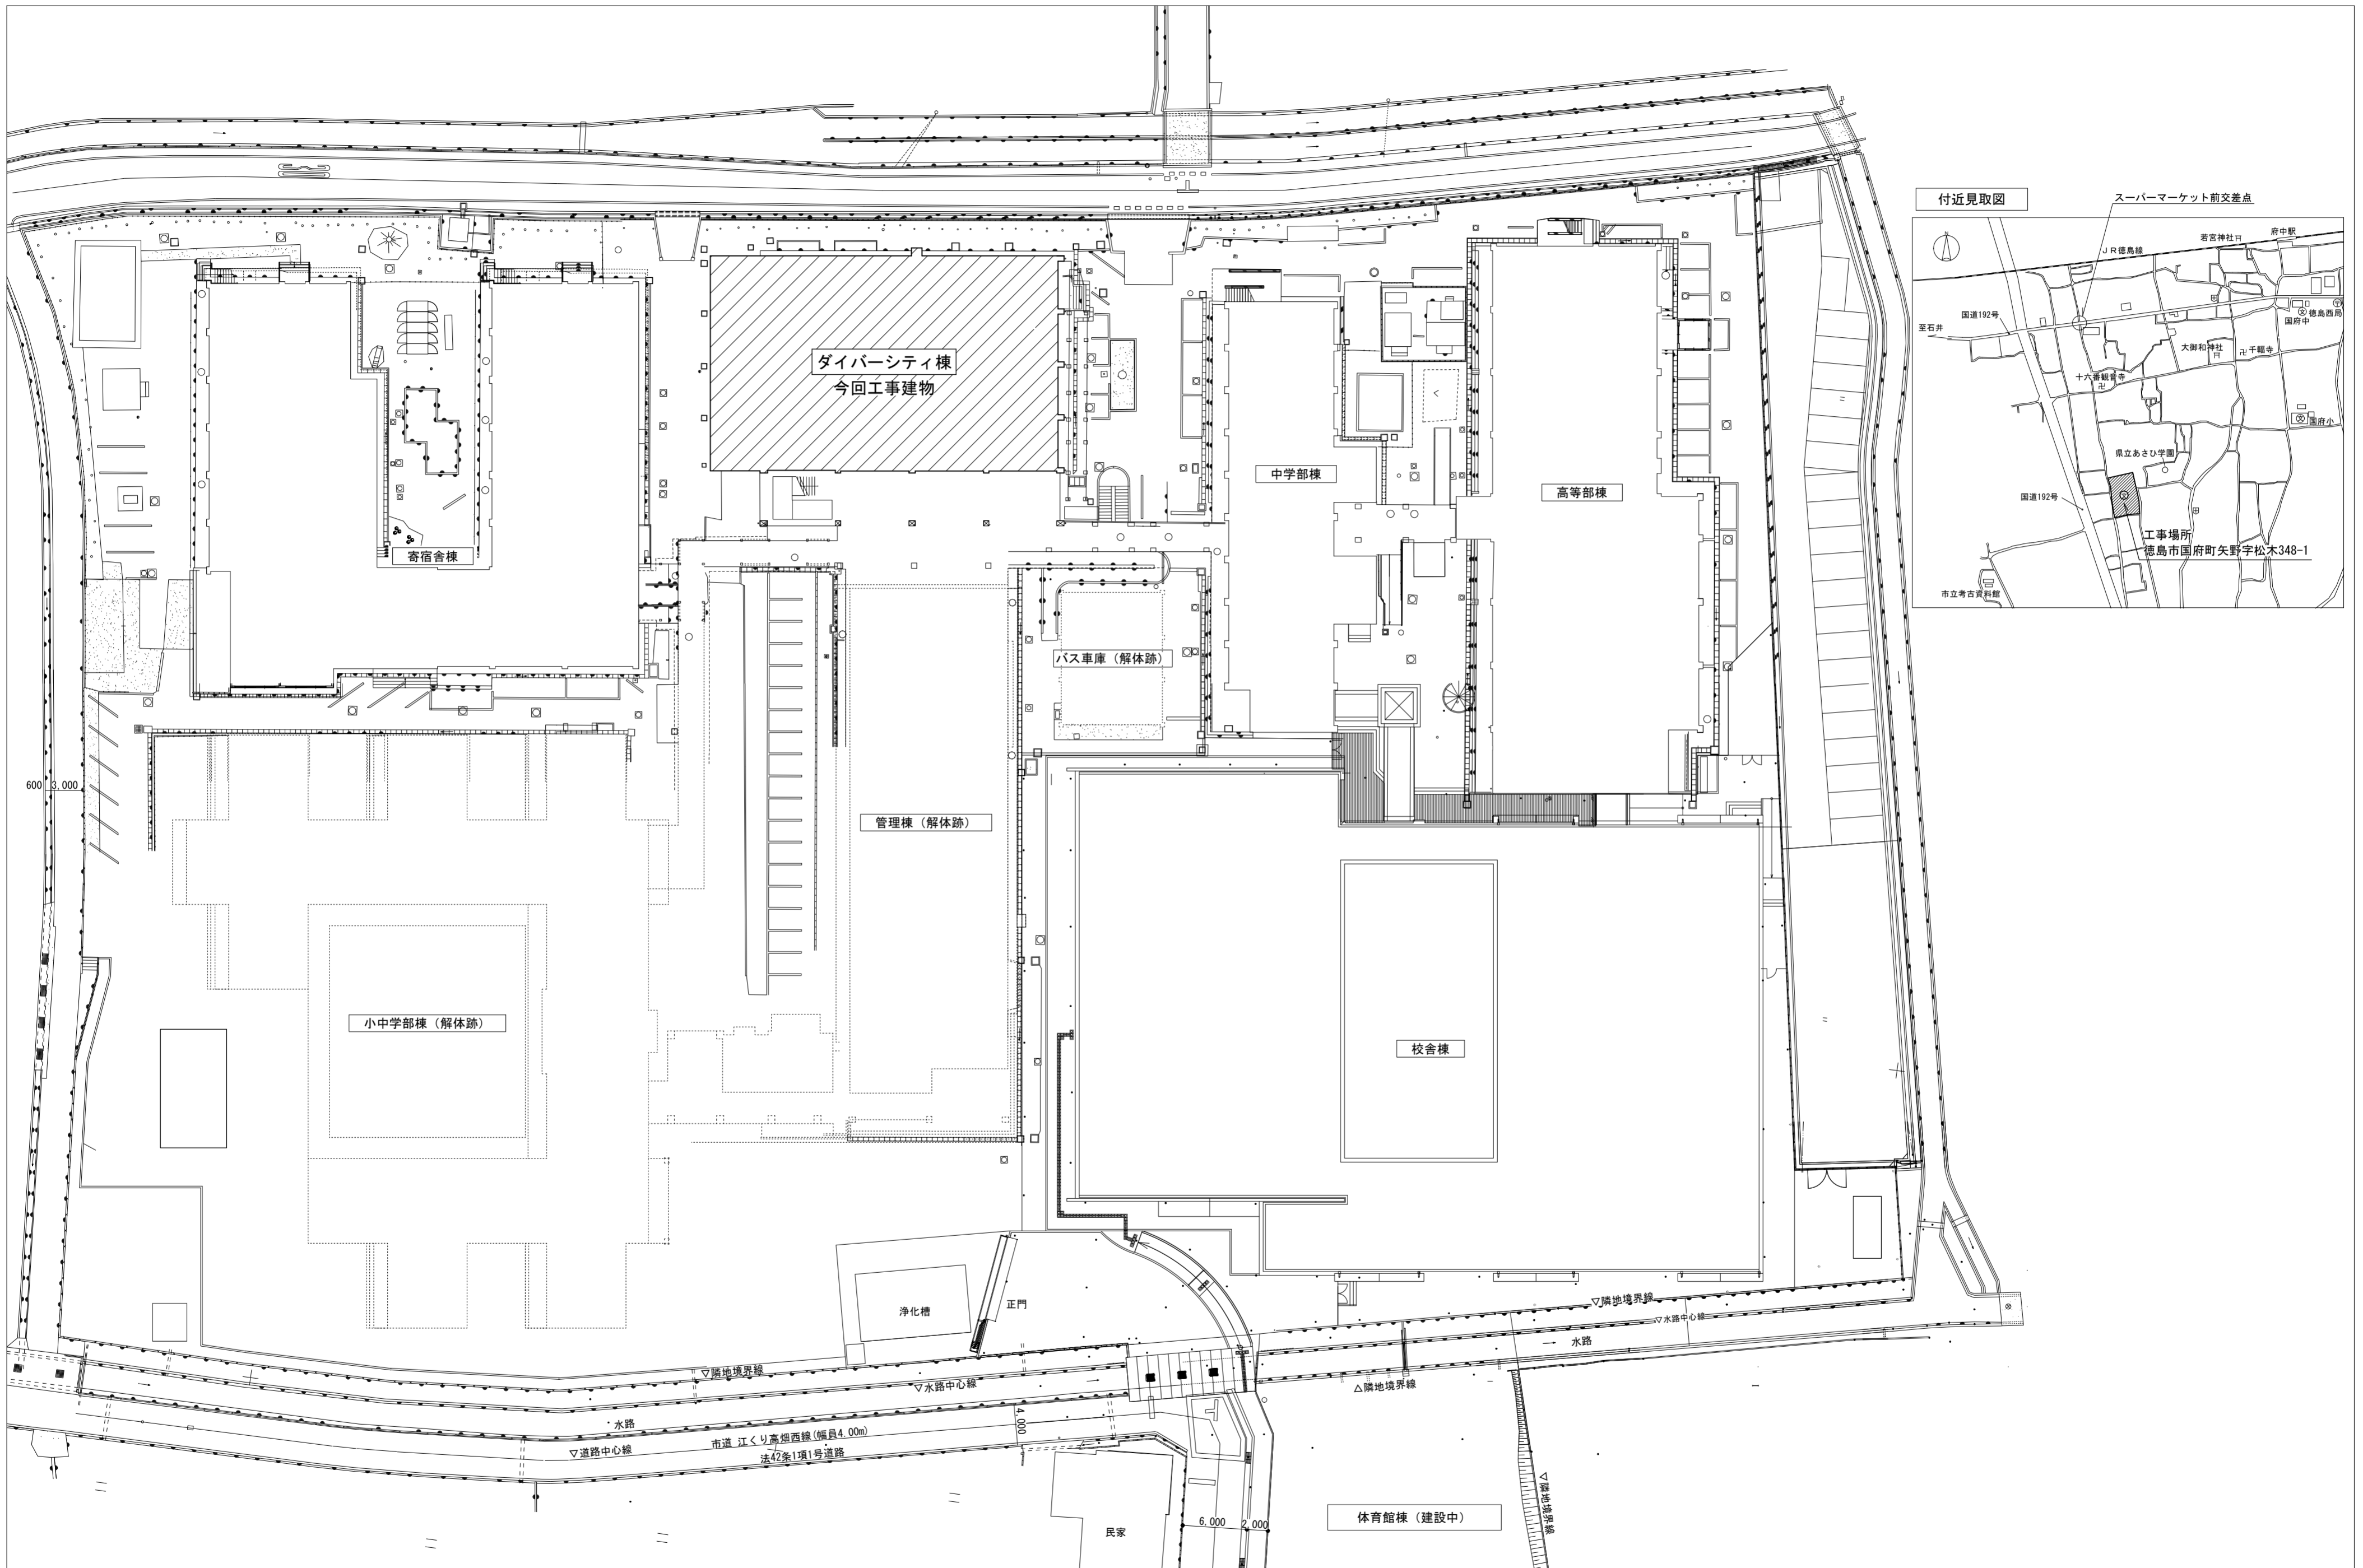 付近見取図
スーパーマーケット前交差点
N
若宮神社
府中駅
JR徳島線
国道192号
至石井
徳島西局
国府中
大御和神社
千福寺
十六番観音寺
国府小
県立あさひ学園
国道192号
工事場所
徳島市国府町矢野字松木348-1
市立考古資料館
ダイバーシティ棟
今回工事建物
中学部棟
高等部棟
寄宿舎棟
バス車庫（解体跡）
600
3,000
管理棟（解体跡）
小中学部棟（解体跡）
校舎棟
浄化槽
正門
▽隣地境界線
▽水路中心線
水路
▽隣地境界線
▽水路中心線
△隣地境界線
水路
▽道路中心線
市道 江くり高畑西線(幅員4.00m)
法42条1項1号道路
4,000
▽隣地境界線
民家
6,000
2,000
体育館棟（建設中）